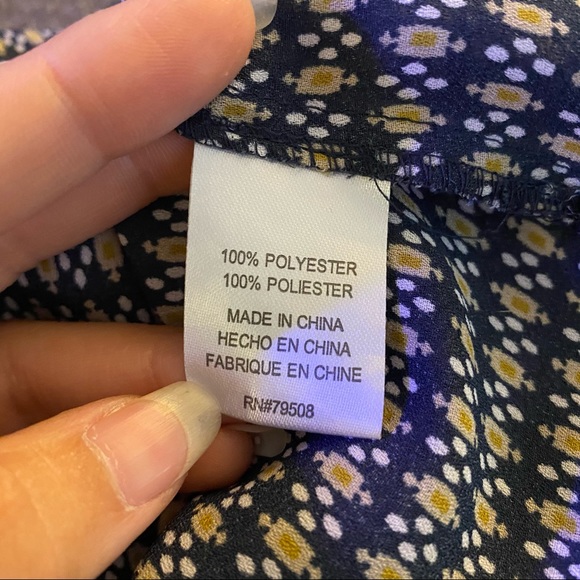 100% POLYESTER
100% POLIESTER
MADE IN CHINA
HECHO EN CHINA
FABRIQUE EN CHINE
RN#79508